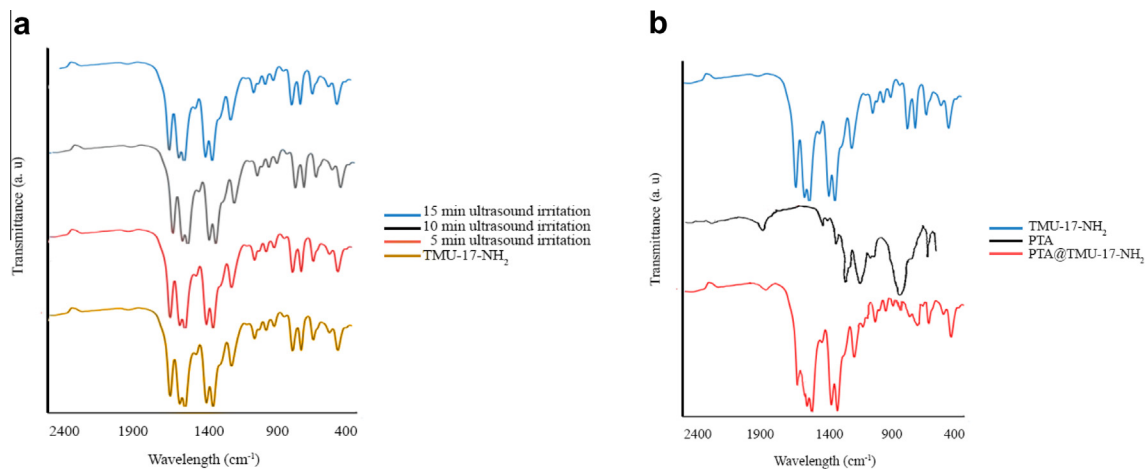 a
Transmittance (a. u)
15 min ultrasound irritation
10 min ultrasound irritation
5 min ultrasound irritation
TMU-17-NH₂
2400 1900 1400 900 400
Wavelength (cm⁻¹)
b
Transmittance (a. u)
TMU-17-NH₂
PTA
PTA@TMU-17-NH₂
2400 1900 1400 900 400
Wavelength (cm⁻¹)